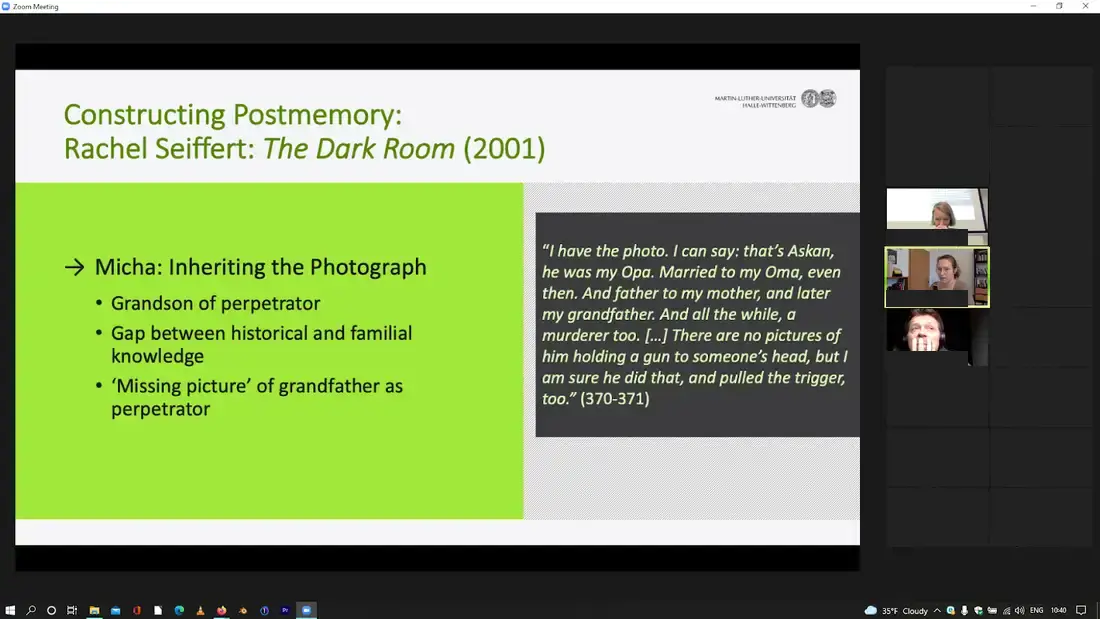 Zoom Meeting
Constructing Postmemory:
Rachel Seiffert: The Dark Room (2001)
MARTIN-LUTHER-UNIVERSITÄT
HALLE-WITTENBERG
→ Micha: Inheriting the Photograph
• Grandson of perpetrator
• Gap between historical and familial
knowledge
• ‘Missing picture’ of grandfather as
perpetrator
“I have the photo. I can say: that’s Askan,
he was my Opa. Married to my Oma, even
then. And father to my mother, and later
my grandfather. And all the while, a
murderer too. […] There are no pictures of
him holding a gun to someone’s head, but I
am sure he did that, and pulled the trigger,
too.” (370-371)
35°F Cloudy
ENG
10:40